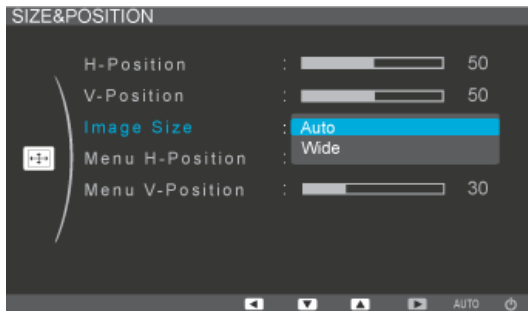 SIZE&POSITION
H-Position : 50
V-Position : 50
Image Size : Auto
Wide
Menu H-Position :
Menu V-Position : 30
AUTO